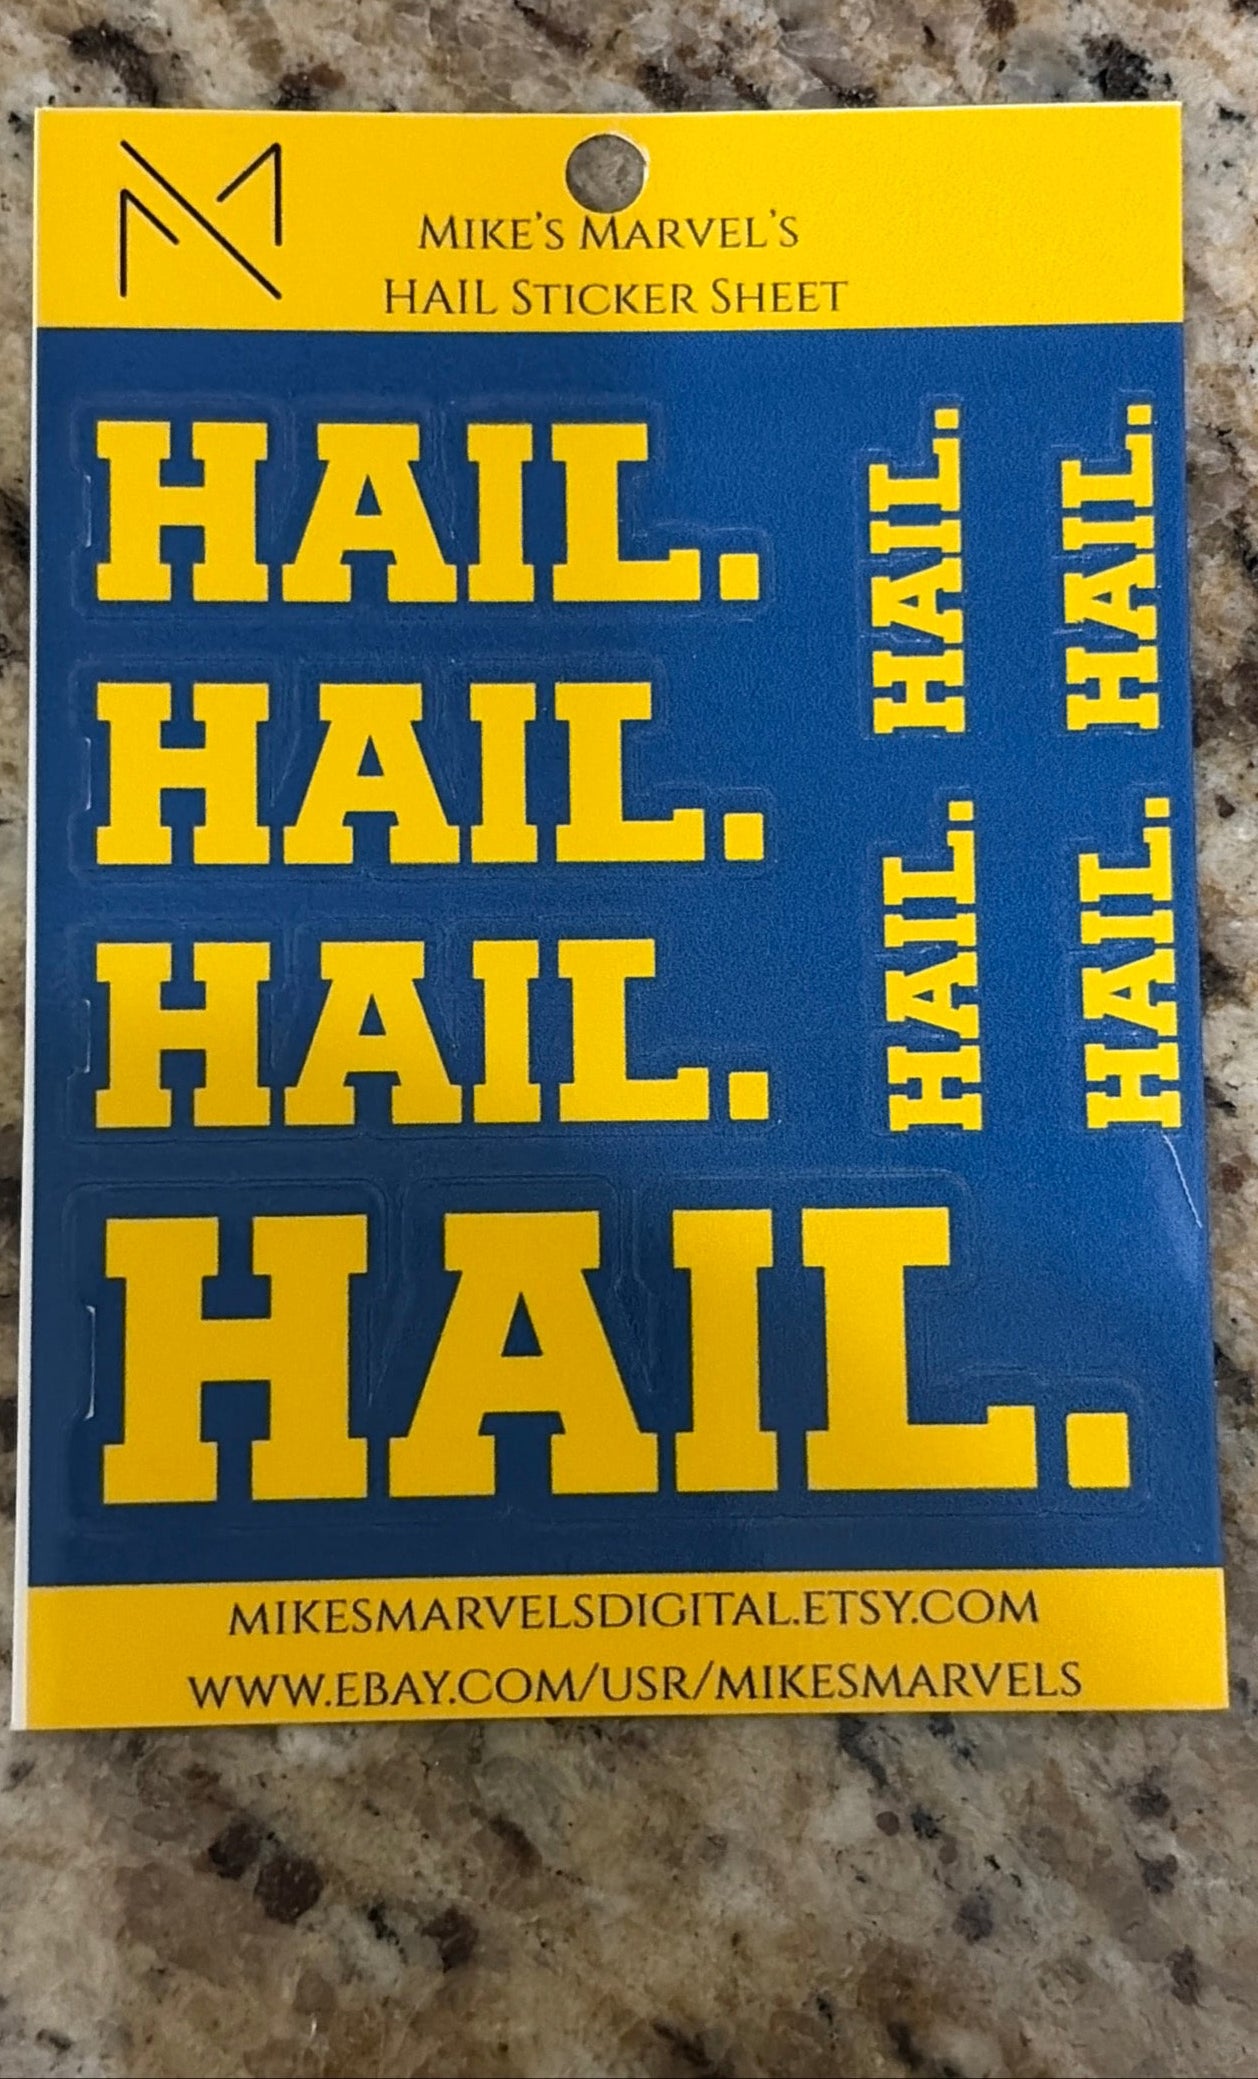 Mike's Marvel's
HAIL Sticker Sheet
HAIL.
HAIL.
HAIL.
HAIL.
HAIL.
HAIL.
HAIL.
HAIL.
MIKESMARVELSDIGITAL.ETSY.COM
WWW.EBAY.COM/USR/MIKESMARVELS